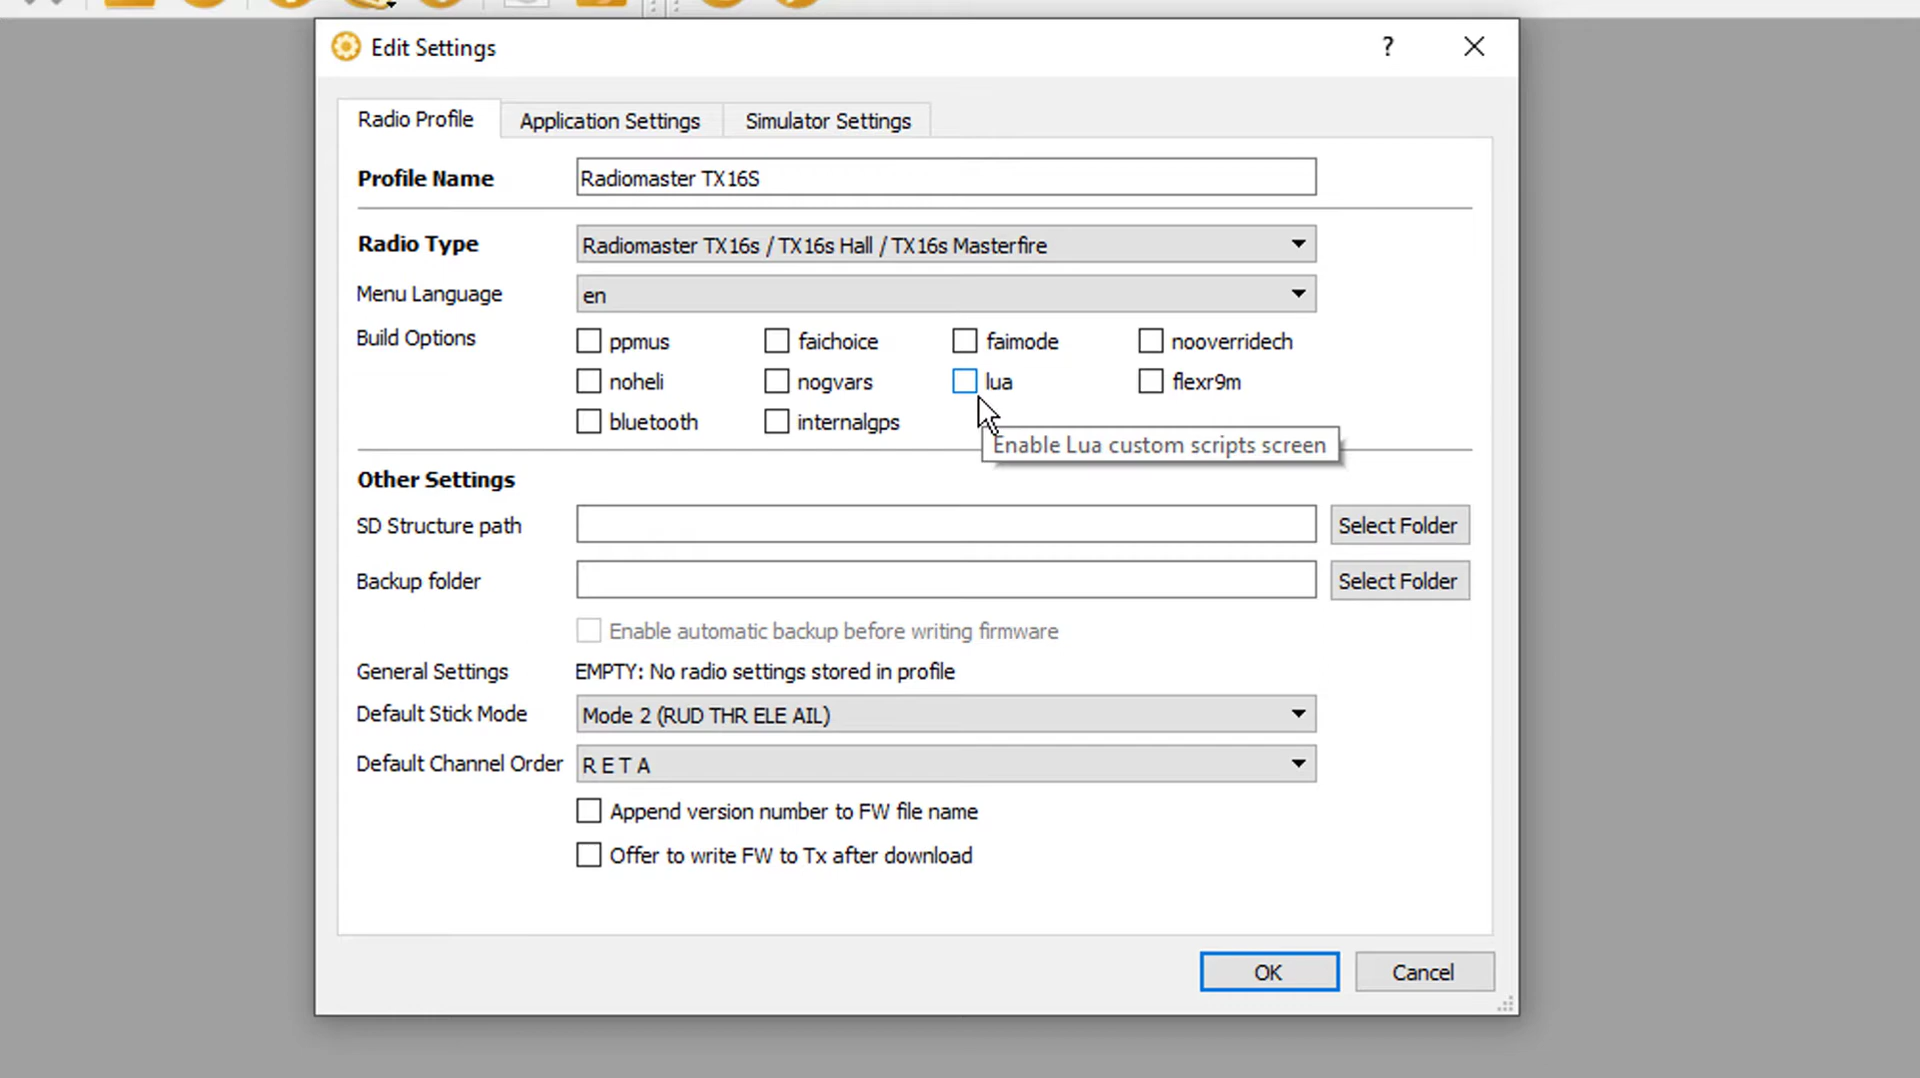 Edit Settings ?
Radio Profile Application Settings Simulator Settings
Profile Name Radiomaster TX16S
Radio Type Radiomaster TX16s / TX16s Hall / TX16s Masterfire
Menu Language en
Build Options ppmus faichoice faimode nooverridech
noheli nogvars lua flexr9m
bluetooth internalgps
Enable Lua custom scripts screen
Other Settings
SD Structure path Select Folder
Backup folder Select Folder
Enable automatic backup before writing firmware
General Settings EMPTY: No radio settings stored in profile
Default Stick Mode Mode 2 (RUD THR ELE AIL)
Default Channel Order R E T A
Append version number to FW file name
Offer to write FW to Tx after download
OK Cancel